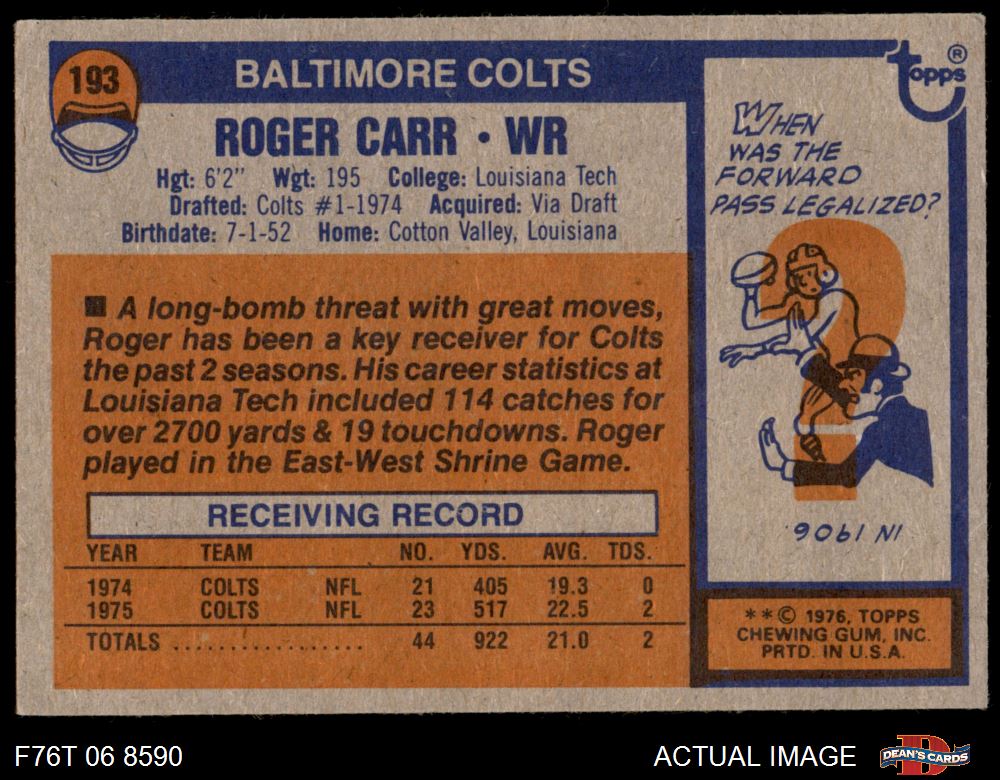 193
BALTIMORE COLTS
ROGER CARR • WR
Hgt: 6'2" Wgt: 195 College: Louisiana Tech
Drafted: Colts #1-1974 Acquired: Via Draft
Birthdate: 7-1-52 Home: Cotton Valley, Louisiana
■ A long-bomb threat with great moves,
Roger has been a key receiver for Colts
the past 2 seasons. His career statistics at
Louisiana Tech included 114 catches for
over 2700 yards & 19 touchdowns. Roger
played in the East-West Shrine Game.
RECEIVING RECORD
YEAR TEAM NO. YDS. AVG. TDS.
1974 COLTS NFL 21 405 19.3 0
1975 COLTS NFL 23 517 22.5 2
TOTALS ................. 44 922 21.0 2
topps ®
WHEN
WAS THE
FORWARD
PASS LEGALIZED?
?
IN 1906.
**© 1976, TOPPS
CHEWING GUM, INC.
PRTD. IN U.S.A.
F76T 06 8590
ACTUAL IMAGE
D
DEAN'S CARDS